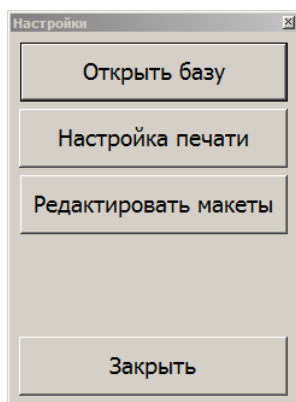 Настройки
Открыть базу
Настройка печати
Редактировать макеты
Закрыть